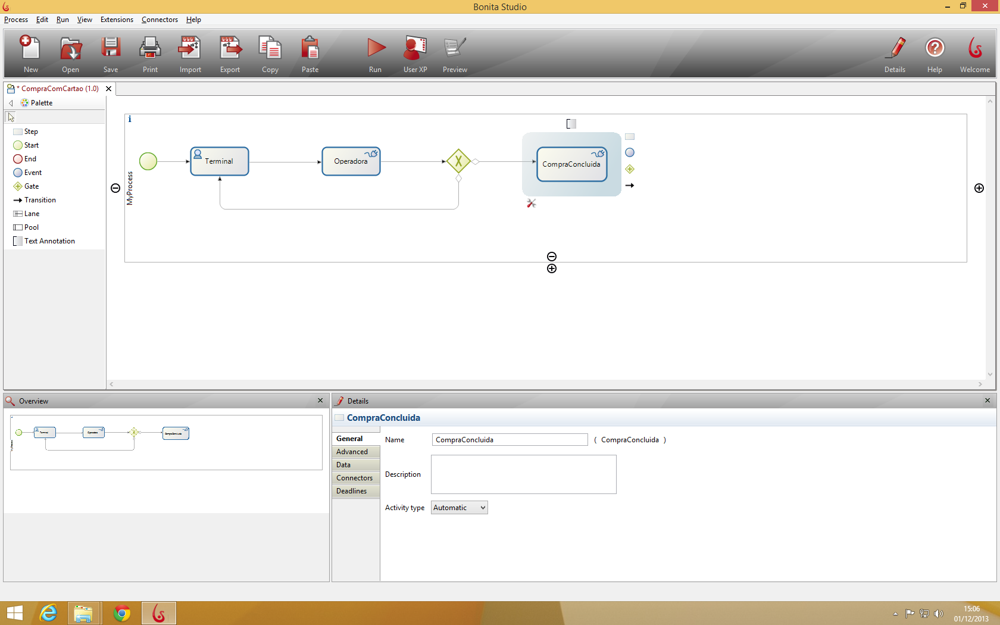 Bonita Studio
Process Edit Run View Extensions Connectors Help
New Open Save Print Import Export Copy Paste Run User XP Preview Details Help Welcome
* CompraComCartao (1.0)
Palette
Step
Start
End
Event
Gate
Transition
Lane
Pool
Text Annotation
MyProcess
Terminal
Operadora
CompraConcluida
Overview
Terminal
Operadora
CompraConcluida
Details
CompraConcluida
General
Advanced
Data
Connectors
Deadlines
Name CompraConcluida ( CompraConcluida )
Description
Activity type Automatic
15:06
01/12/2013